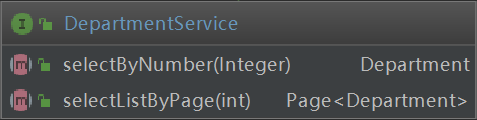 I DepartmentService
m selectByNumber(Integer) Department
m selectListByPage(int) Page<Department>